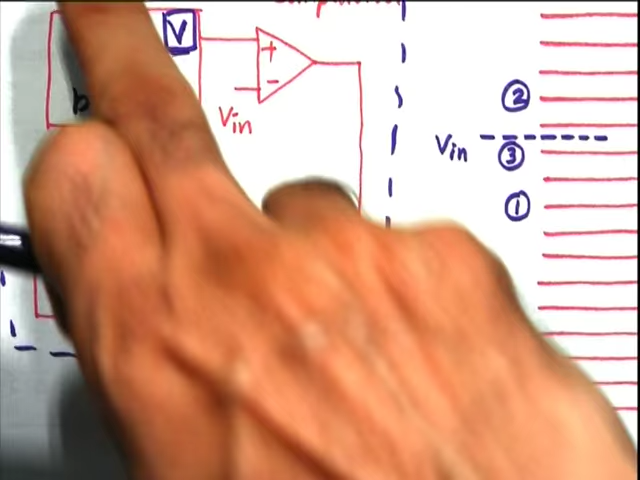 V
+
-
b
Vin
②
Vin
③
①